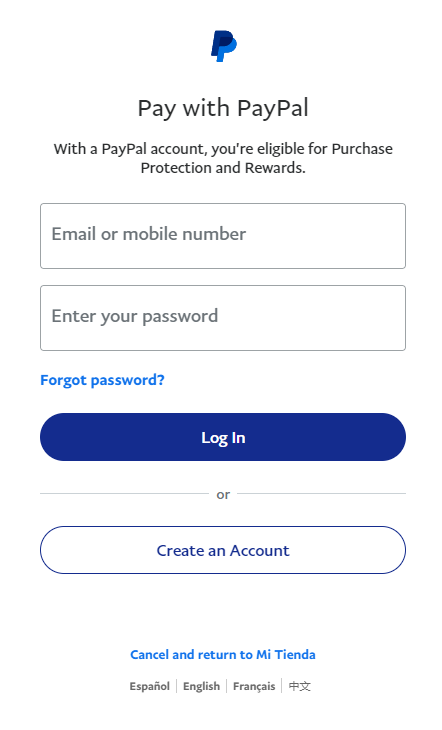 Pay with PayPal
With a PayPal account, you're eligible for Purchase
Protection and Rewards.
Email or mobile number
Enter your password
Forgot password?
Log In
or
Create an Account
Cancel and return to Mi Tienda
Español | English | Français | 中文